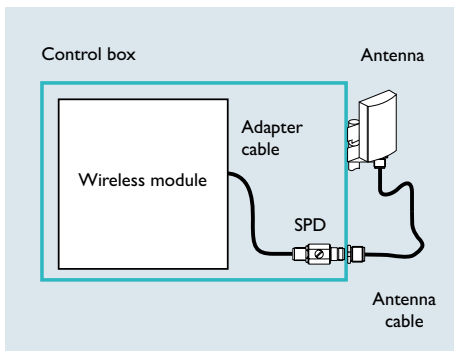 Control box
Antenna
Adapter
cable
Wireless module
SPD
Antenna
cable